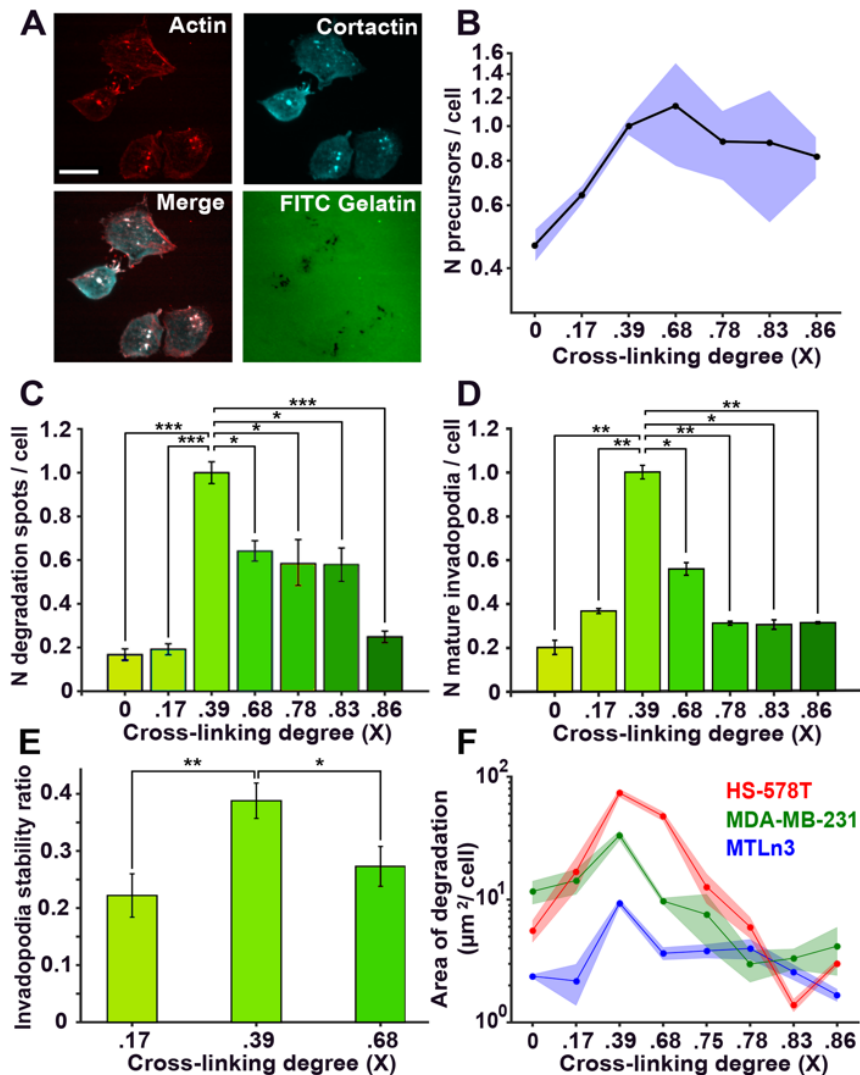 A
Actin
Cortactin
Merge
FITC Gelatin
B
N precursors / cell
1.6
1.4
1.2
1.0
0.8
0.6
0.4
0 .17 .39 .68 .78 .83 .86
Cross-linking degree (X)
C
N degradation spots / cell
1.2
1.0
0.8
0.6
0.4
0.2
0
***
*
*** *
*** *
0 .17 .39 .68 .78 .83 .86
Cross-linking degree (X)
D
N mature invadopodia / cell
1.2
1.0
0.8
0.6
0.4
0.2
0
**
*
** **
** *
0 .17 .39 .68 .78 .83 .86
Cross-linking degree (X)
E
Invadopodia stability ratio
0.4
0.3
0.2
0.1
0
** *
.17 .39 .68
Cross-linking degree (X)
F
Area of degradation
(µm²/ cell)
10²
10¹
10⁰
HS-578T
MDA-MB-231
MTLn3
0 .17 .39 .68 .75 .78 .83 .86
Cross-linking degree (X)